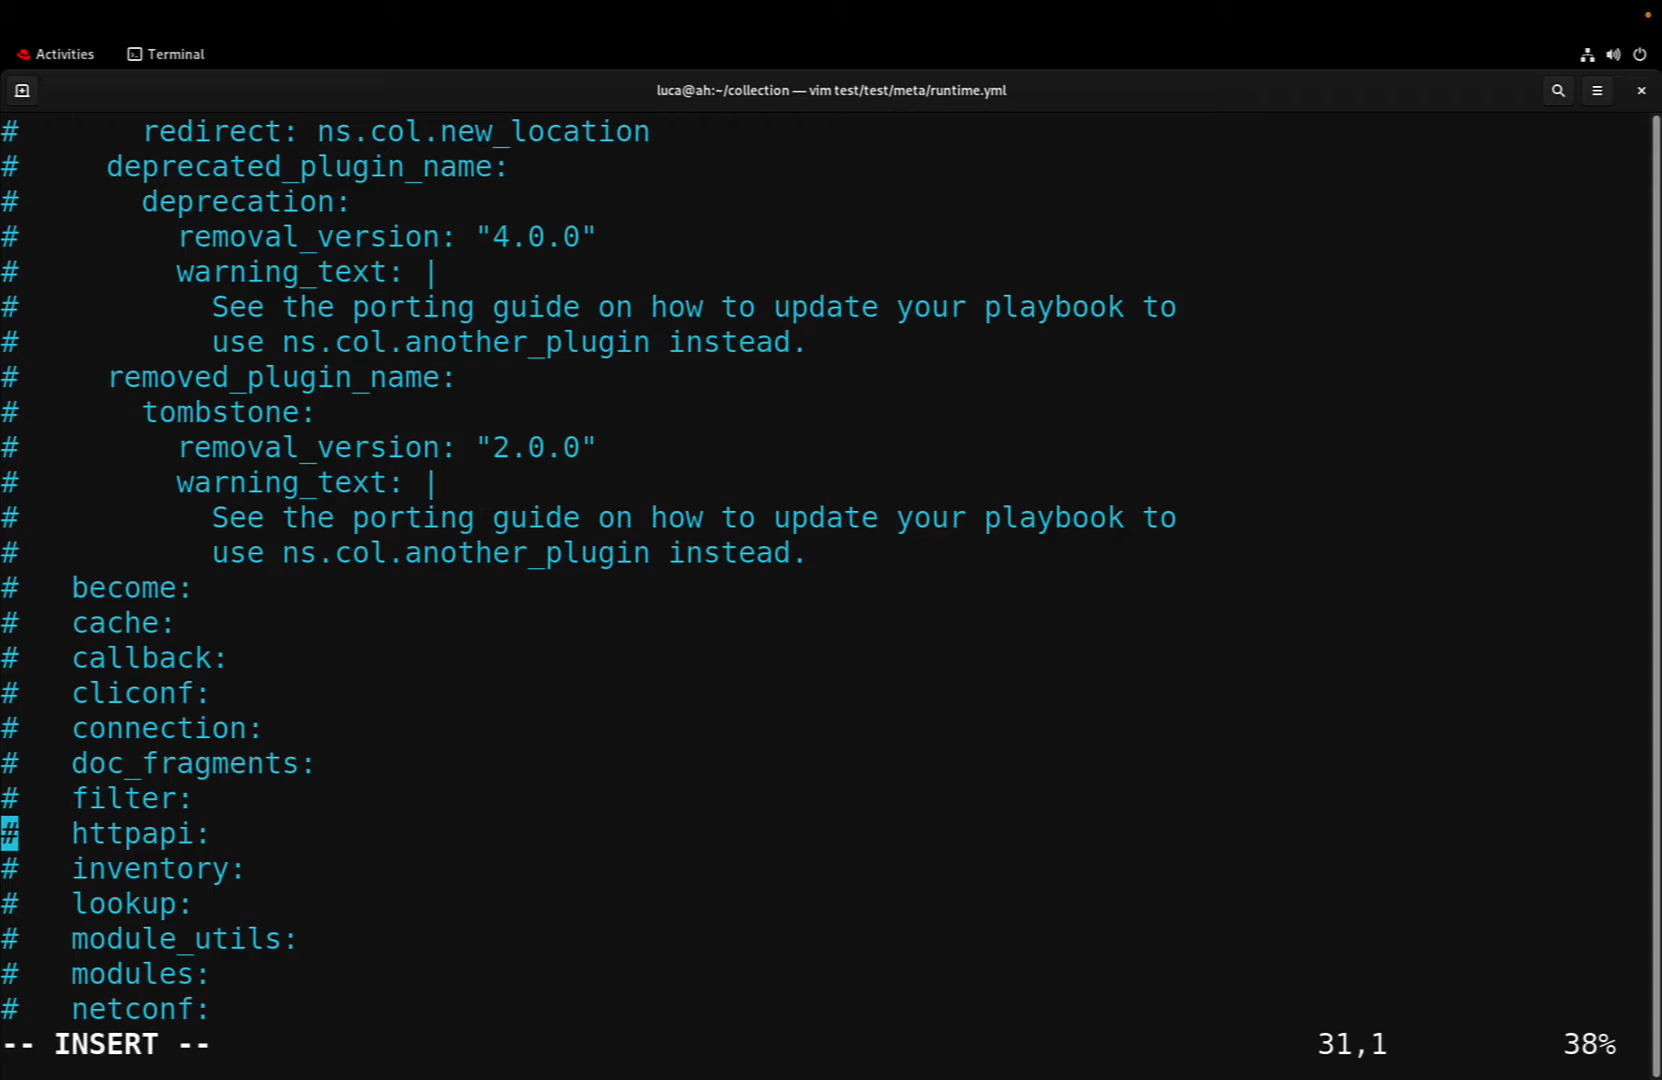 Activities Terminal
luca@ah:~/collection — vim test/test/meta/runtime.yml
#       redirect: ns.col.new_location
#     deprecated_plugin_name:
#       deprecation:
#         removal_version: "4.0.0"
#         warning_text: |
#           See the porting guide on how to update your playbook to
#           use ns.col.another_plugin instead.
#     removed_plugin_name:
#       tombstone:
#         removal_version: "2.0.0"
#         warning_text: |
#           See the porting guide on how to update your playbook to
#           use ns.col.another_plugin instead.
#   become:
#   cache:
#   callback:
#   cliconf:
#   connection:
#   doc_fragments:
#   filter:
#   httpapi:
#   inventory:
#   lookup:
#   module_utils:
#   modules:
#   netconf:
-- INSERT -- 31,1 38%